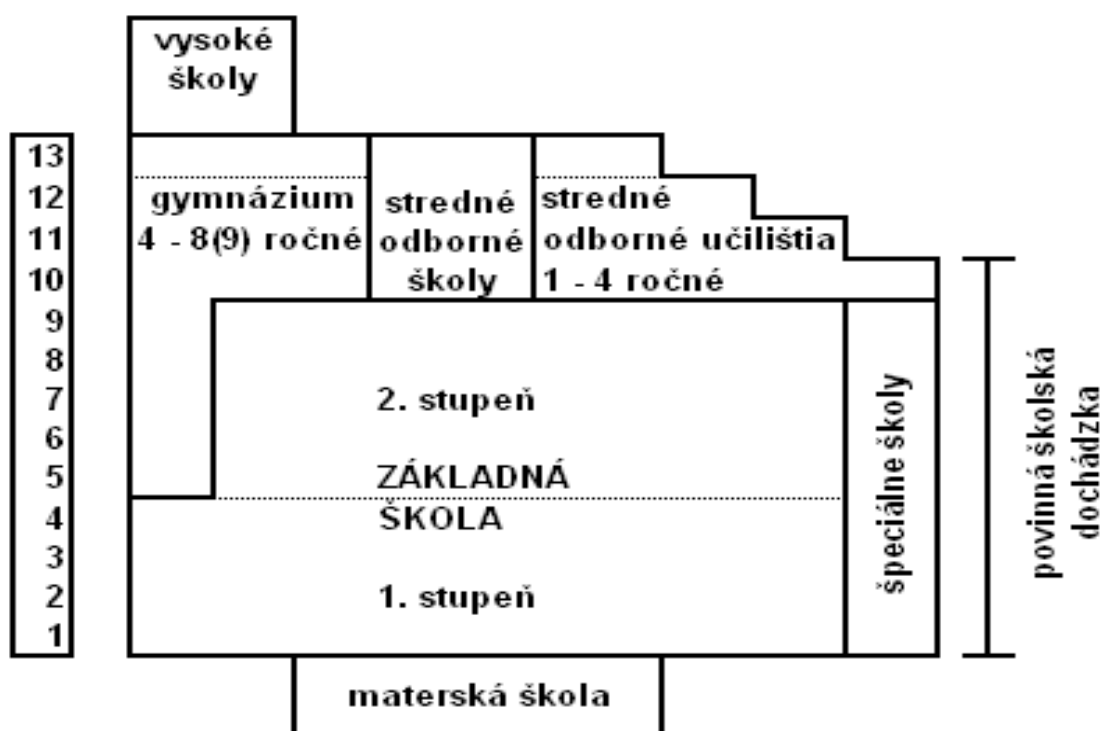 vysoké
školy
13
12
11
10
9
8
7
6
5
4
3
2
1
gymnázium
4 - 8(9) ročné
stredné
odborné
školy
stredné
odborné učilištia
1 - 4 ročné
2. stupeň
ZÁKLADNÁ
ŠKOLA
1. stupeň
špeciálne školy
povinná školská
dochádzka
materská škola